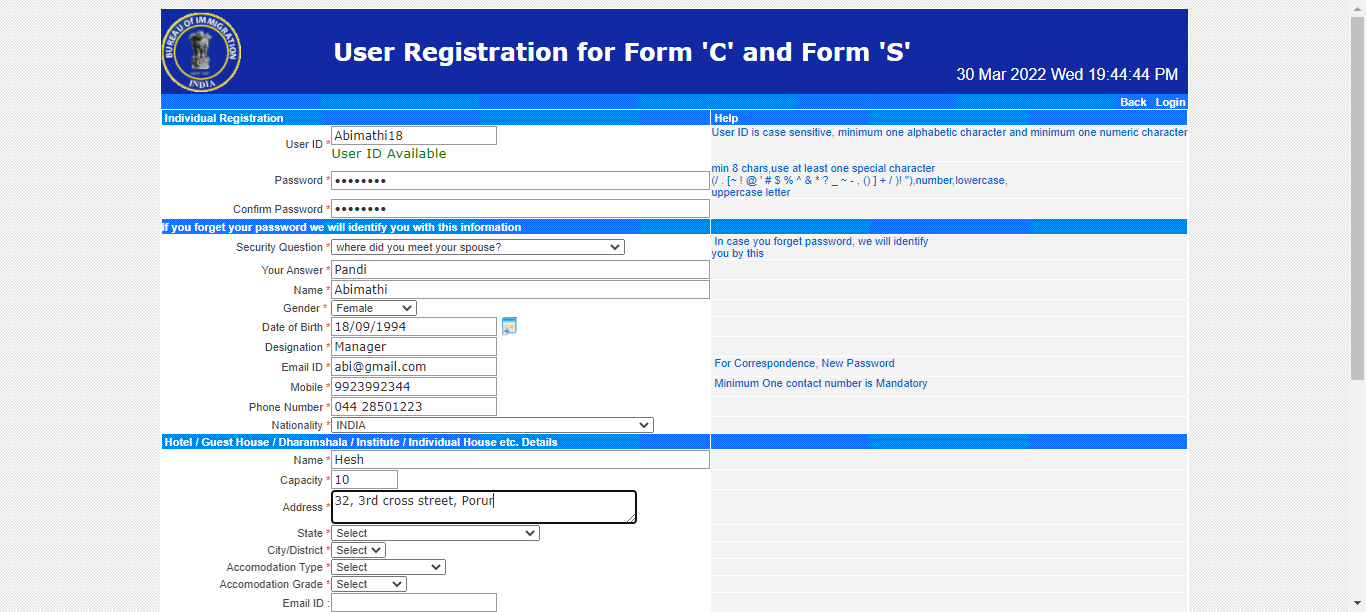 BUREAU OF IMMIGRATION
INDIA
User Registration for Form 'C' and Form 'S'
30 Mar 2022 Wed 19:44:44 PM
Back Login
Individual Registration Help
User ID * Abimathi18 User ID is case sensitive, minimum one alphabetic character and minimum one numeric character
User ID Available
Password * •••••••• min 8 chars,use at least one special character
(/ . [~ ! @ ' # $ % ^ & * ? _ ~ - , () ] + / )! "),number,lowercase,
uppercase letter
Confirm Password * ••••••••
If you forget your password we will identify you with this information
Security Question * where did you meet your spouse? In case you forget password, we will identify
you by this
Your Answer * Pandi
Name * Abimathi
Gender * Female
Date of Birth * 18/09/1994
Designation * Manager
Email ID * abi@gmail.com For Correspondence, New Password
Mobile * 9923992344 Minimum One contact number is Mandatory
Phone Number * 044 28501223
Nationality * INDIA
Hotel / Guest House / Dharamshala / Institute / Individual House etc. Details
Name * Hesh
Capacity * 10
Address * 32, 3rd cross street, Porur
State * Select
City/District * Select
Accomodation Type * Select
Accomodation Grade * Select
Email ID :